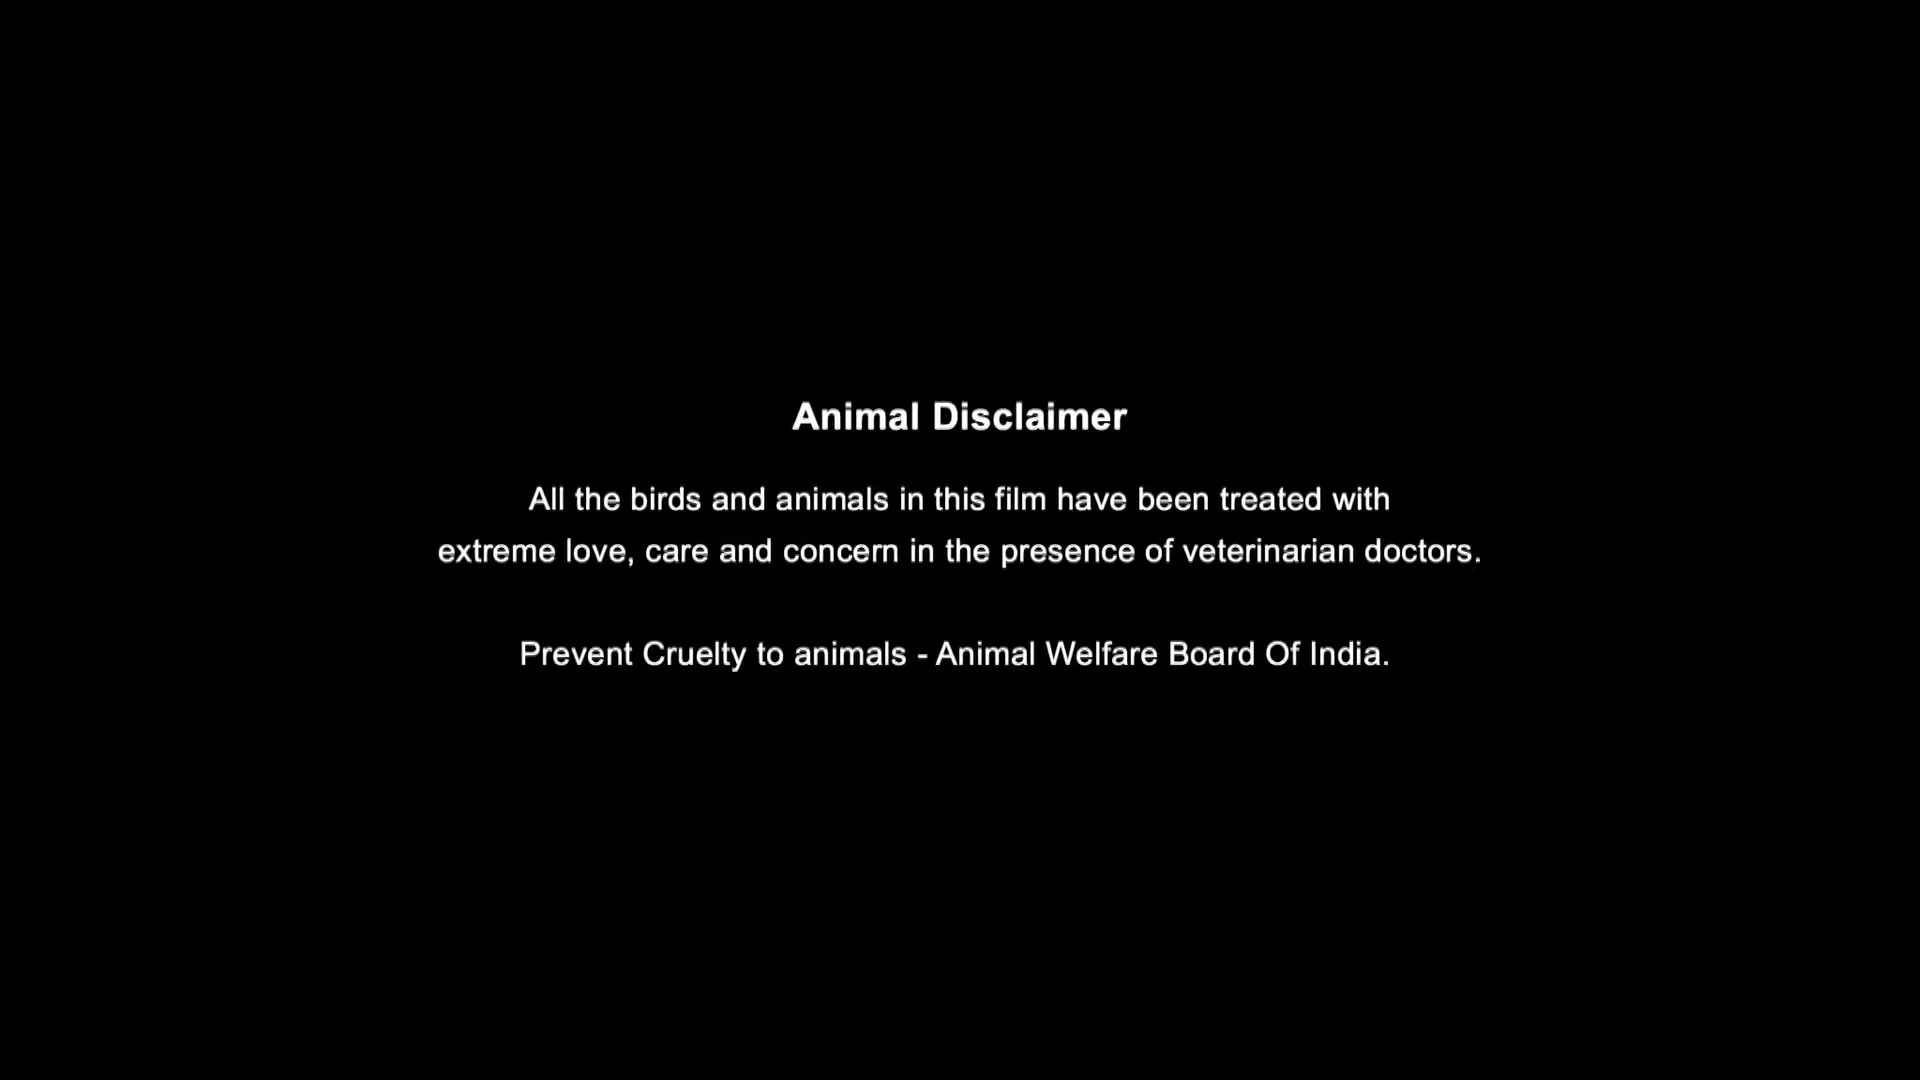 Animal Disclaimer
All the birds and animals in this film have been treated with
extreme love, care and concern in the presence of veterinarian doctors.
Prevent Cruelty to animals - Animal Welfare Board Of India.